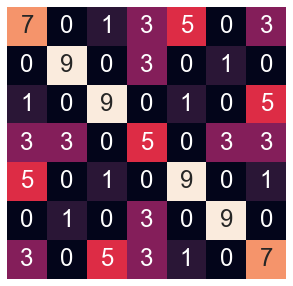 7 0 1 3 5 0 3
0 9 0 3 0 1 0
1 0 9 0 1 0 5
3 3 0 5 0 3 3
5 0 1 0 9 0 1
0 1 0 3 0 9 0
3 0 5 3 1 0 7